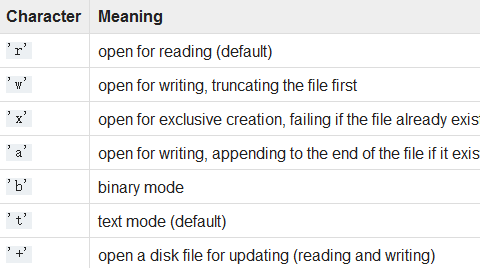 Character Meaning
'r' open for reading (default)
'w' open for writing, truncating the file first
'x' open for exclusive creation, failing if the file already exis
'a' open for writing, appending to the end of the file if it exis
'b' binary mode
't' text mode (default)
'+' open a disk file for updating (reading and writing)